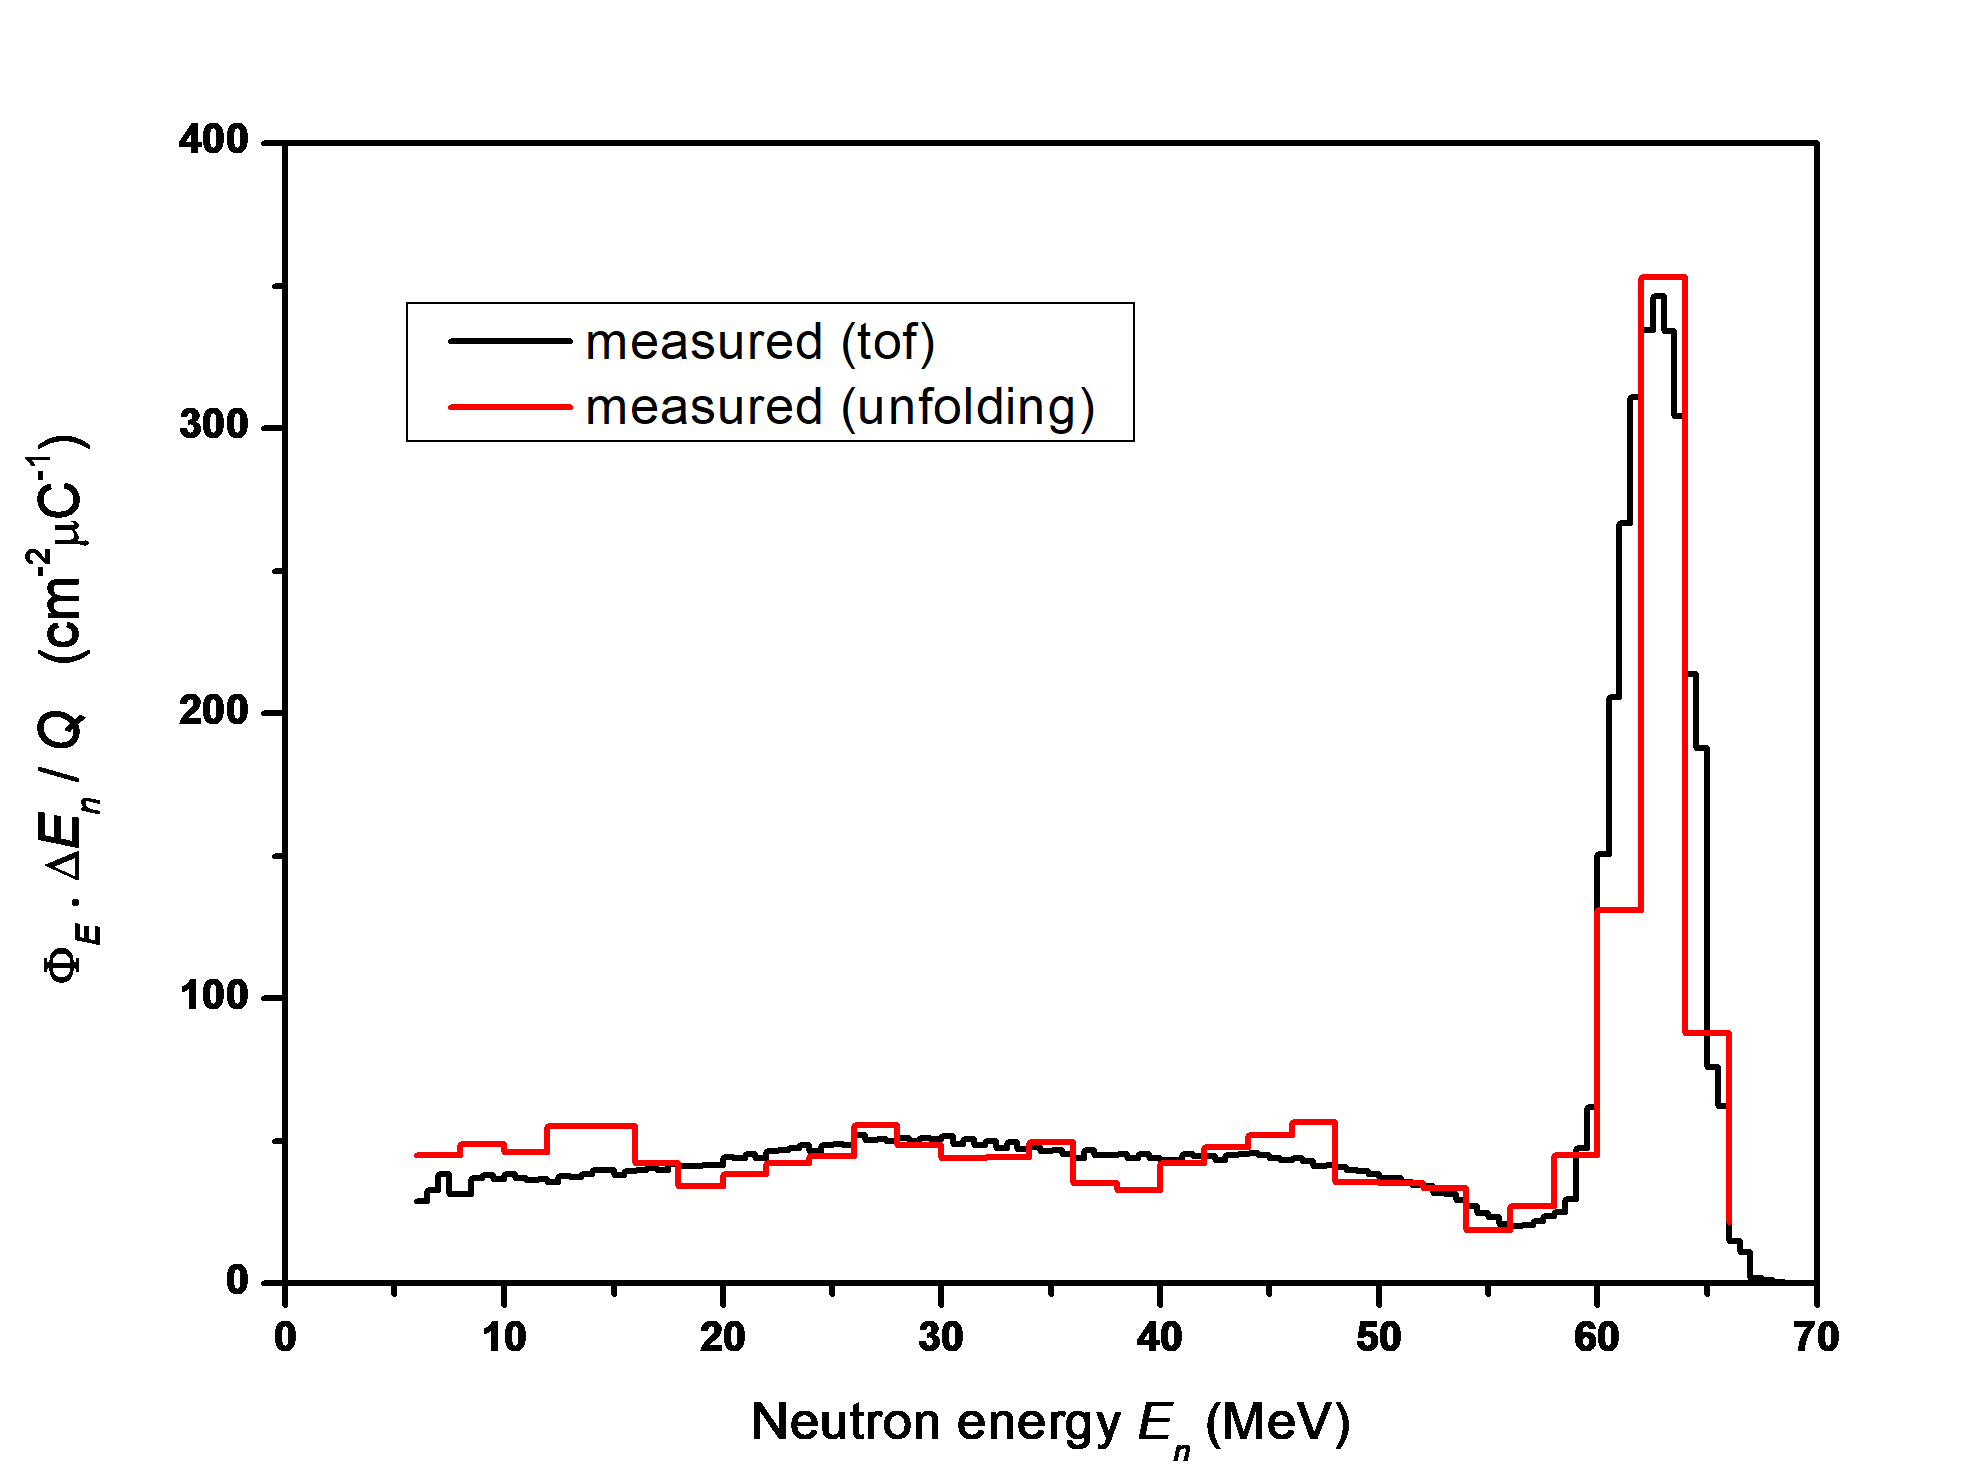 400
300
200
100
0
0 10 20 30 40 50 60 70
measured (tof)
measured (unfolding)
Φ_E · ΔE_n / Q (cm⁻²μC⁻¹)
Neutron energy E_n (MeV)